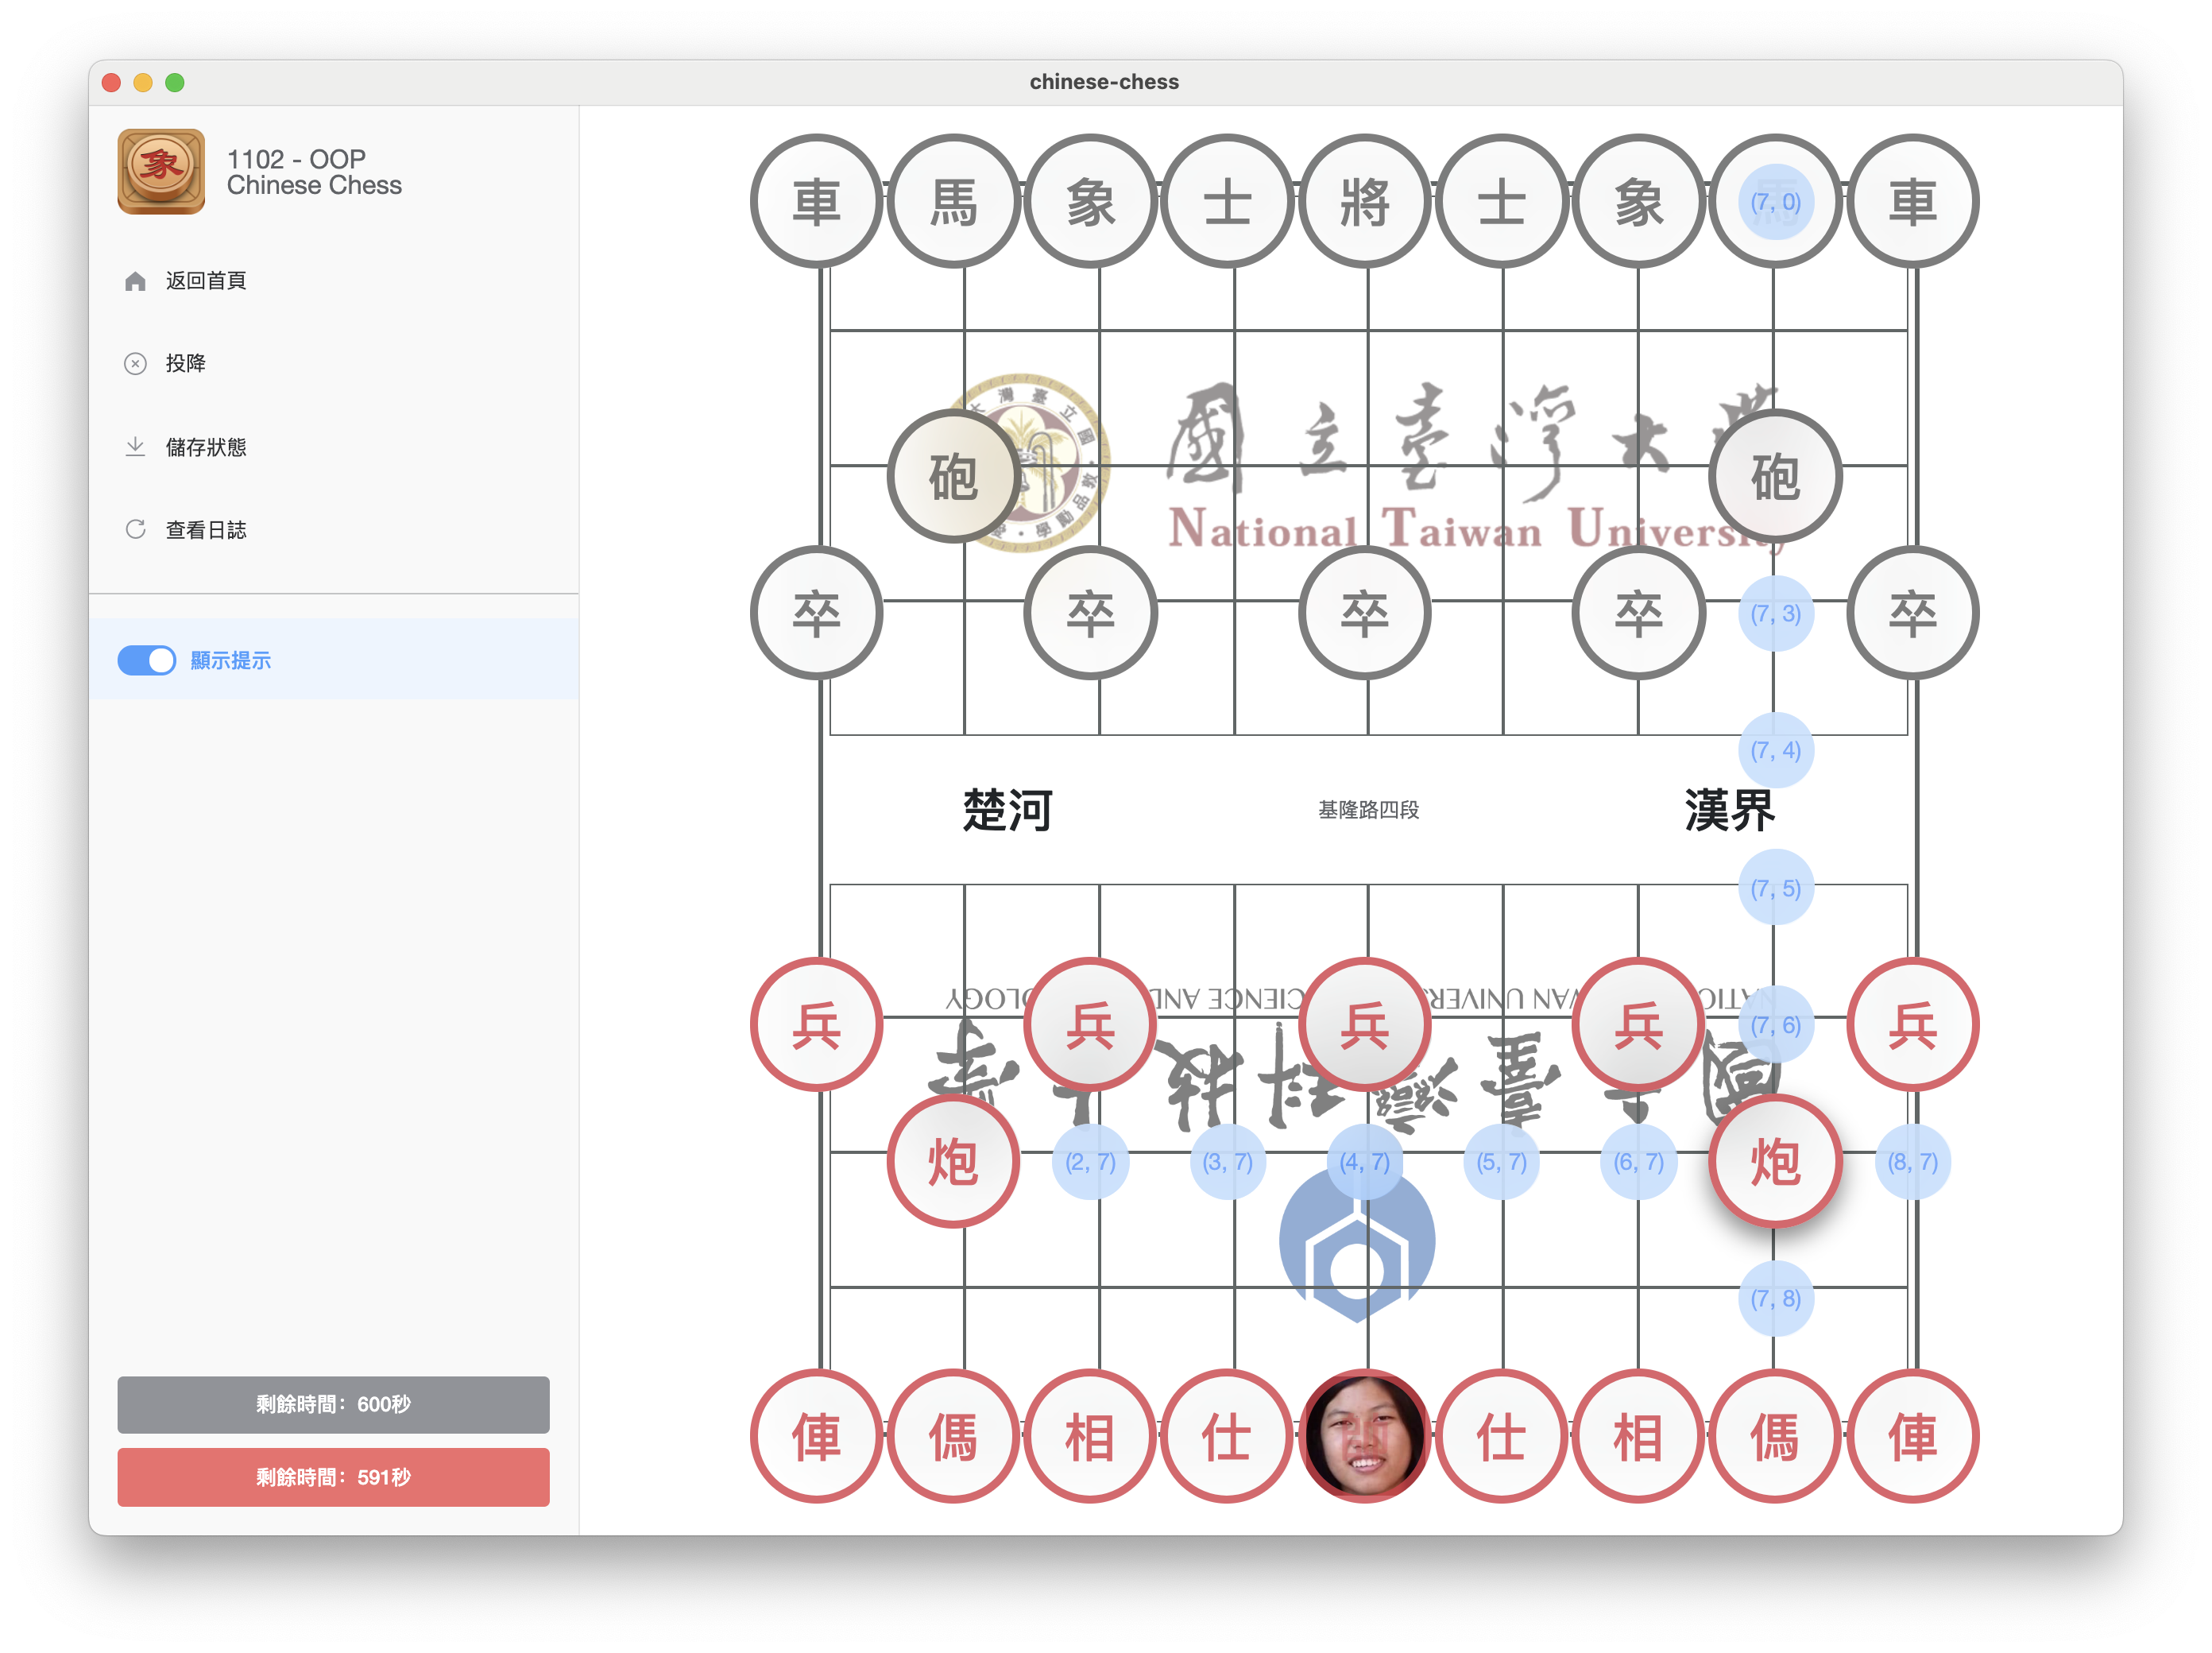 chinese-chess
象
1102 - OOP
Chinese Chess
返回首頁
投降
儲存狀態
查看日誌
顯示提示
剩餘時間：600秒
剩餘時間：591秒
車 馬 象 士 將 士 象 (7, 0) 車
國立臺灣大
National Taiwan University
砲 砲
卒 卒 卒 卒 (7, 3) 卒
(7, 4)
楚河 基隆路四段 漢界
(7, 5)
兵 兵 兵 兵 (7, 6) 兵
炮 (2, 7) (3, 7) (4, 7) (5, 7) (6, 7) 炮 (8, 7)
(7, 8)
俥 傌 相 仕 仕 相 傌 俥